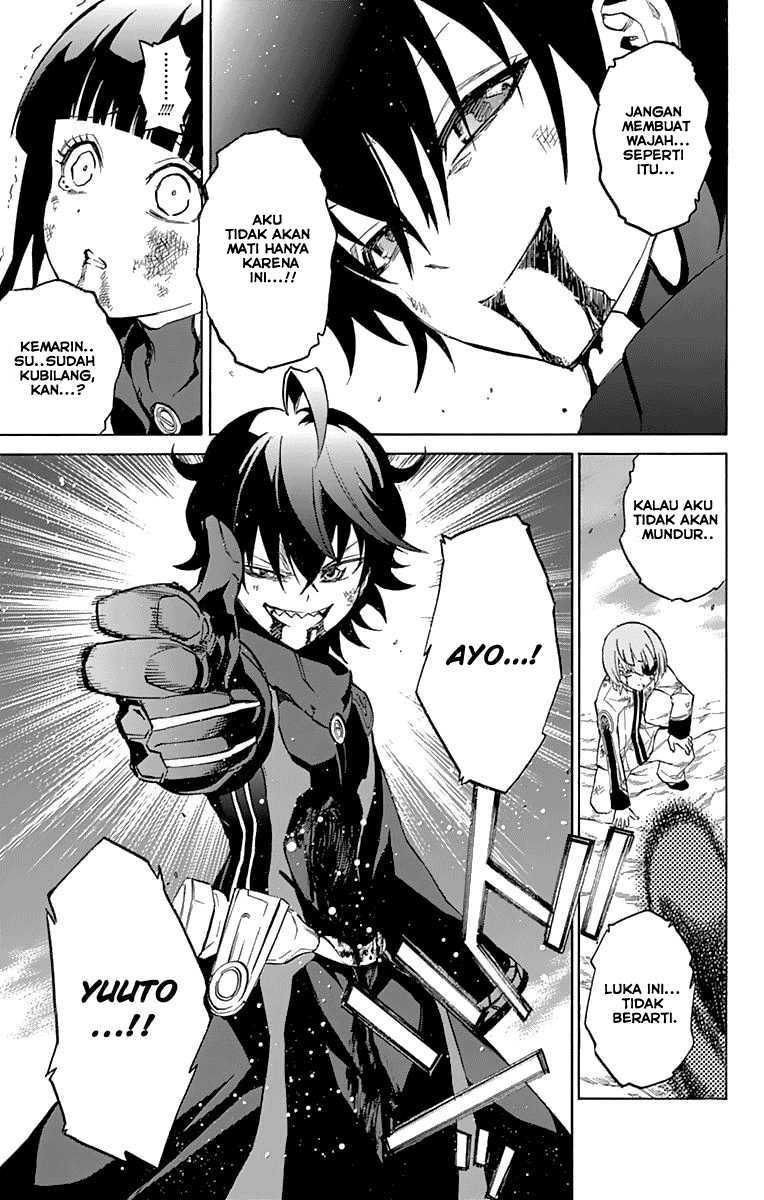 JANGAN
MEMBUAT
WAJAH...
SEPERTI
ITU...
AKU
TIDAK AKAN
MATI HANYA
KARENA
INI...!!
.........
!!!!
KEMARIN..
SU..SUDAH
KUBILANG,
KAN...?
KALAU AKU
TIDAK AKAN
MUNDUR..
LUKA INI...
TIDAK
BERARTI.
AYO...!
YUUTO
...!!